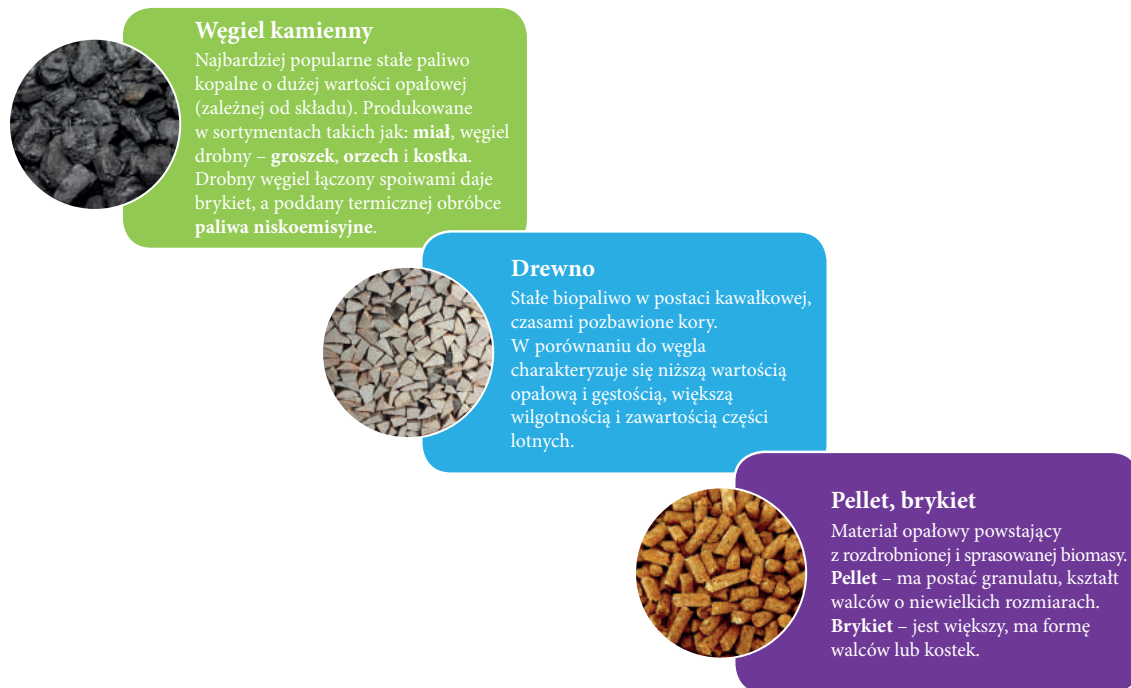 Węgiel kamienny
Najbardziej popularne stałe paliwo
kopalne o dużej wartości opałowej
(zależnej od składu). Produkowane
w sortymentach takich jak: miał, węgiel
drobny – groszek, orzech i kostka.
Drobny węgiel łączony spoiwami daje
brykiet, a poddany termicznej obróbce
paliwa niskoemisyjne.
Drewno
Stałe biopaliwo w postaci kawałkowej,
czasami pozbawione kory.
W porównaniu do węgla
charakteryzuje się niższą wartością
opałową i gęstością, większą
wilgotnością i zawartością części
lotnych.
Pellet, brykiet
Materiał opałowy powstający
z rozdrobnionej i sprasowanej biomasy.
Pellet – ma postać granulatu, kształt
walców o niewielkich rozmiarach.
Brykiet – jest większy, ma formę
walców lub kostek.